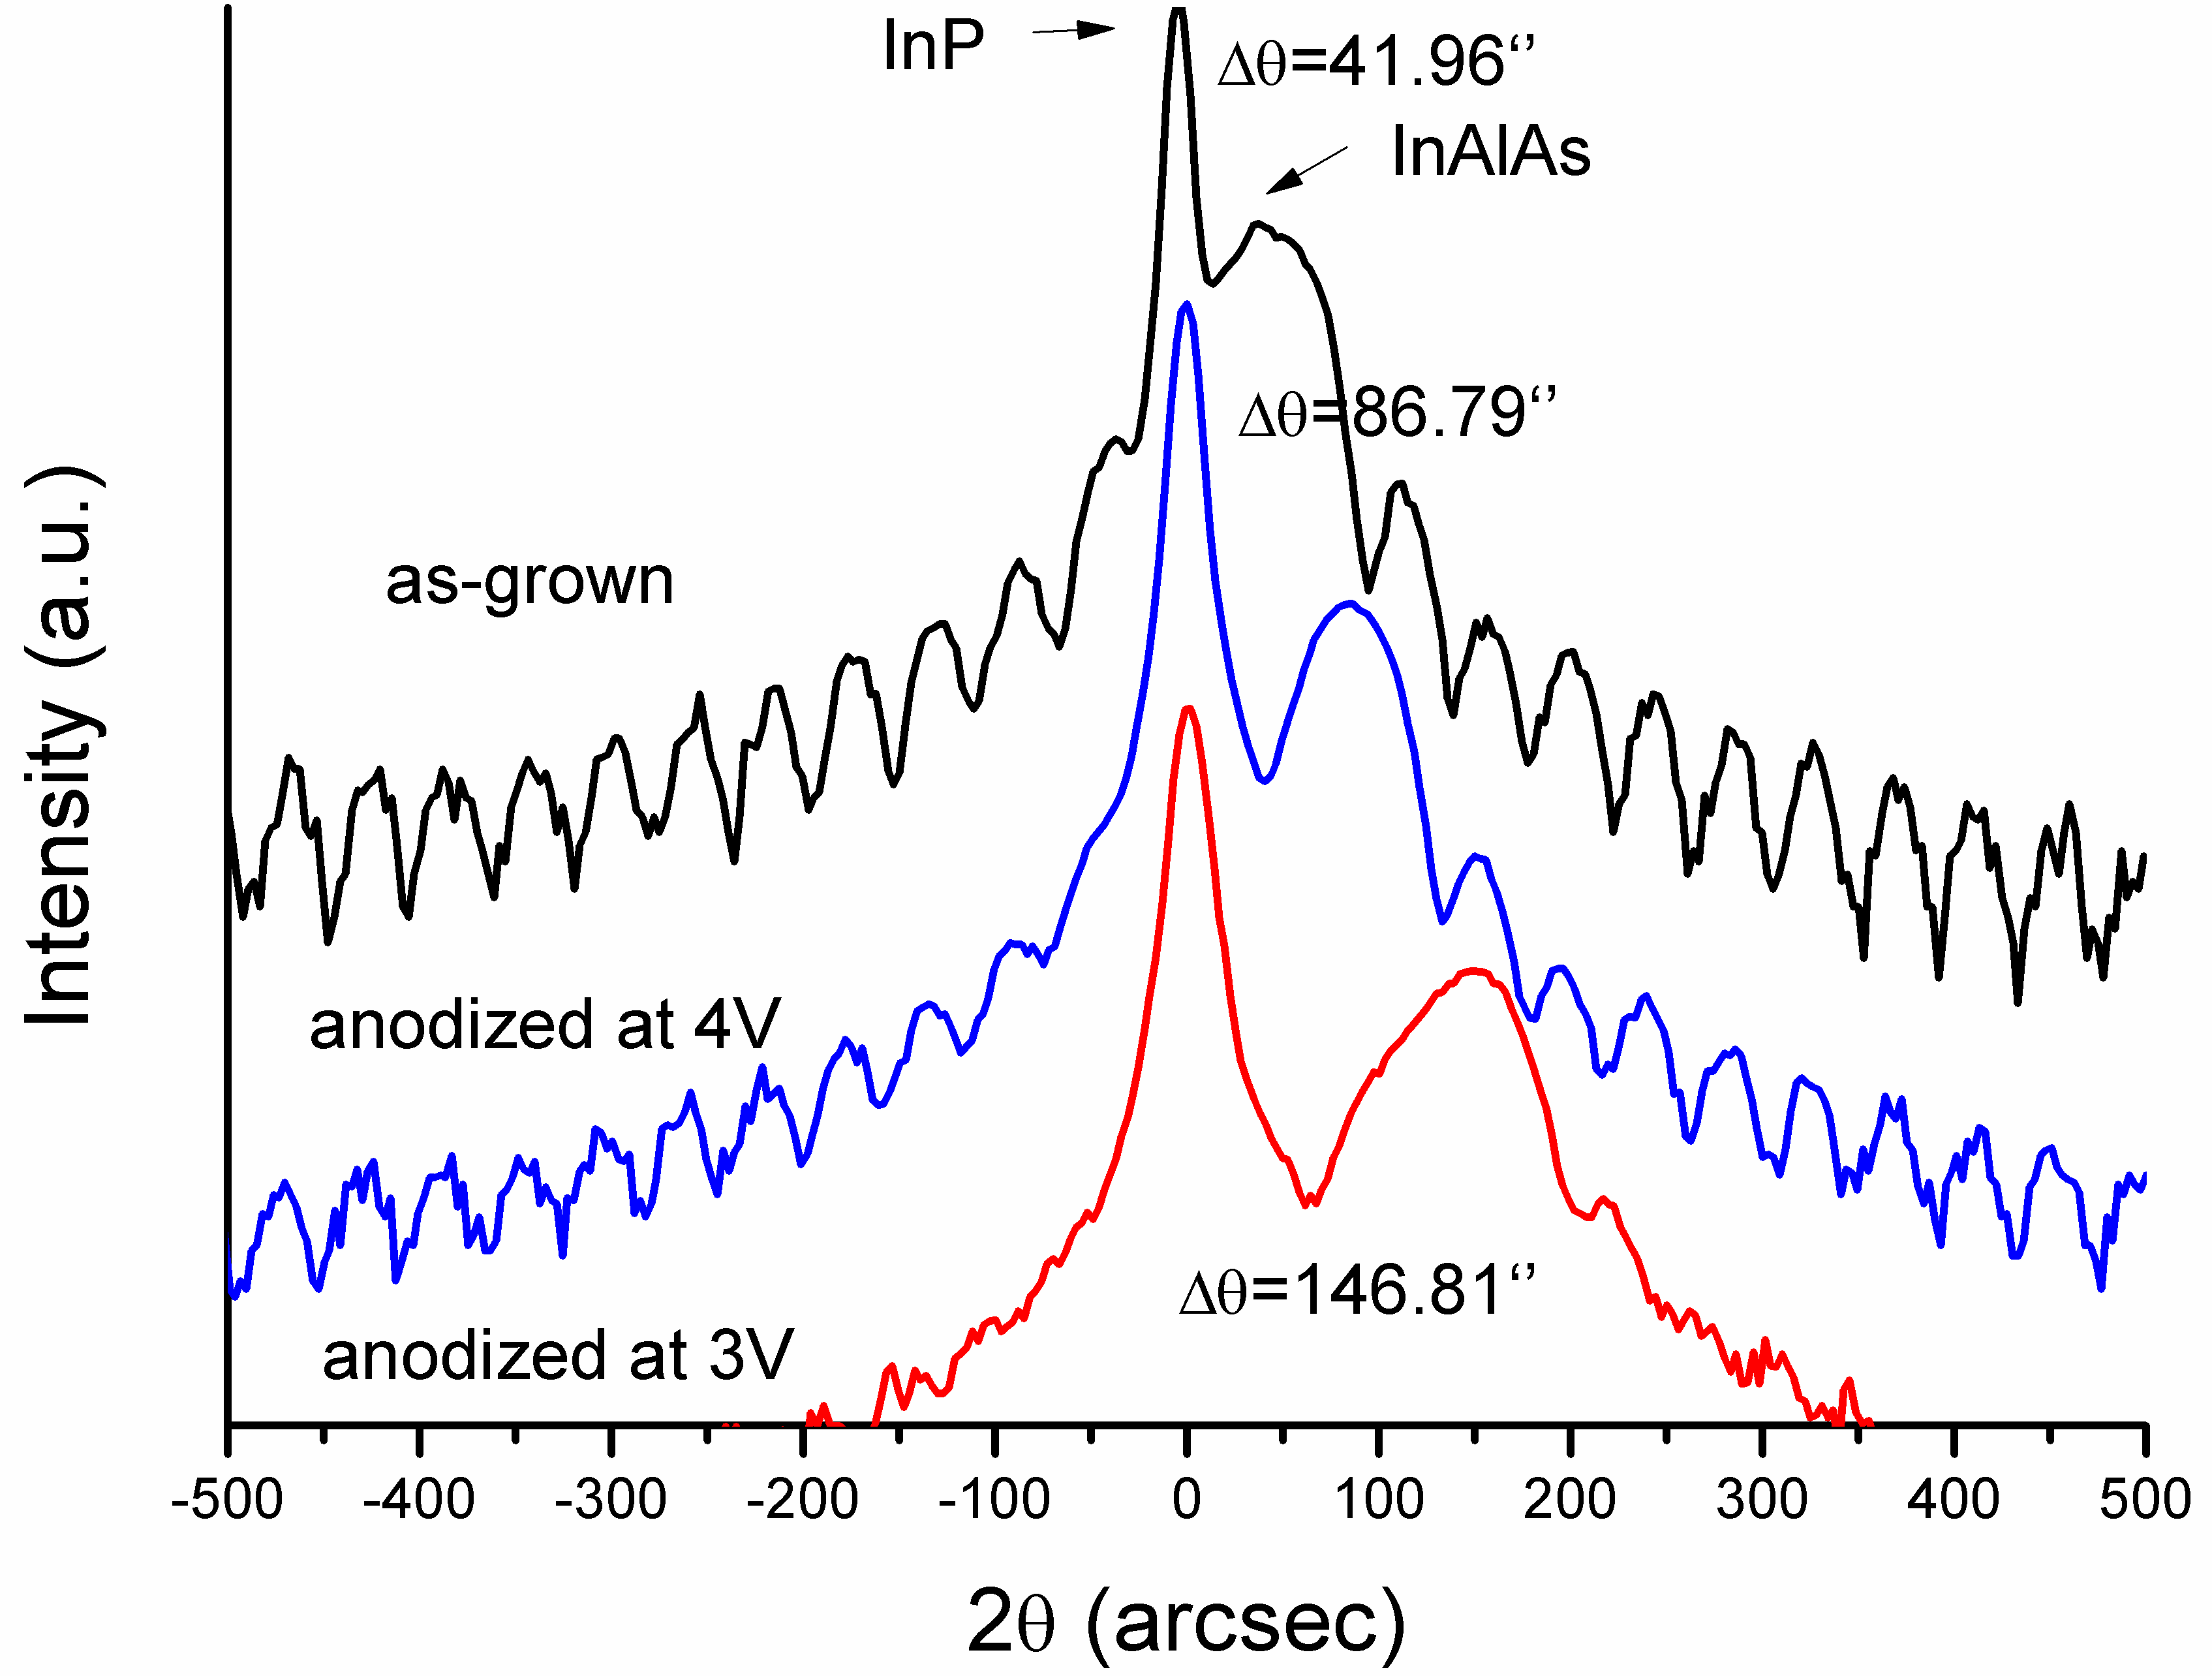 InP
Δθ=41.96‘’
InAlAs
Δθ=86.79‘’
as-grown
anodized at 4V
Δθ=146.81‘’
anodized at 3V
Intensity (a.u.)
-500 -400 -300 -200 -100 0 100 200 300 400 500
2θ (arcsec)